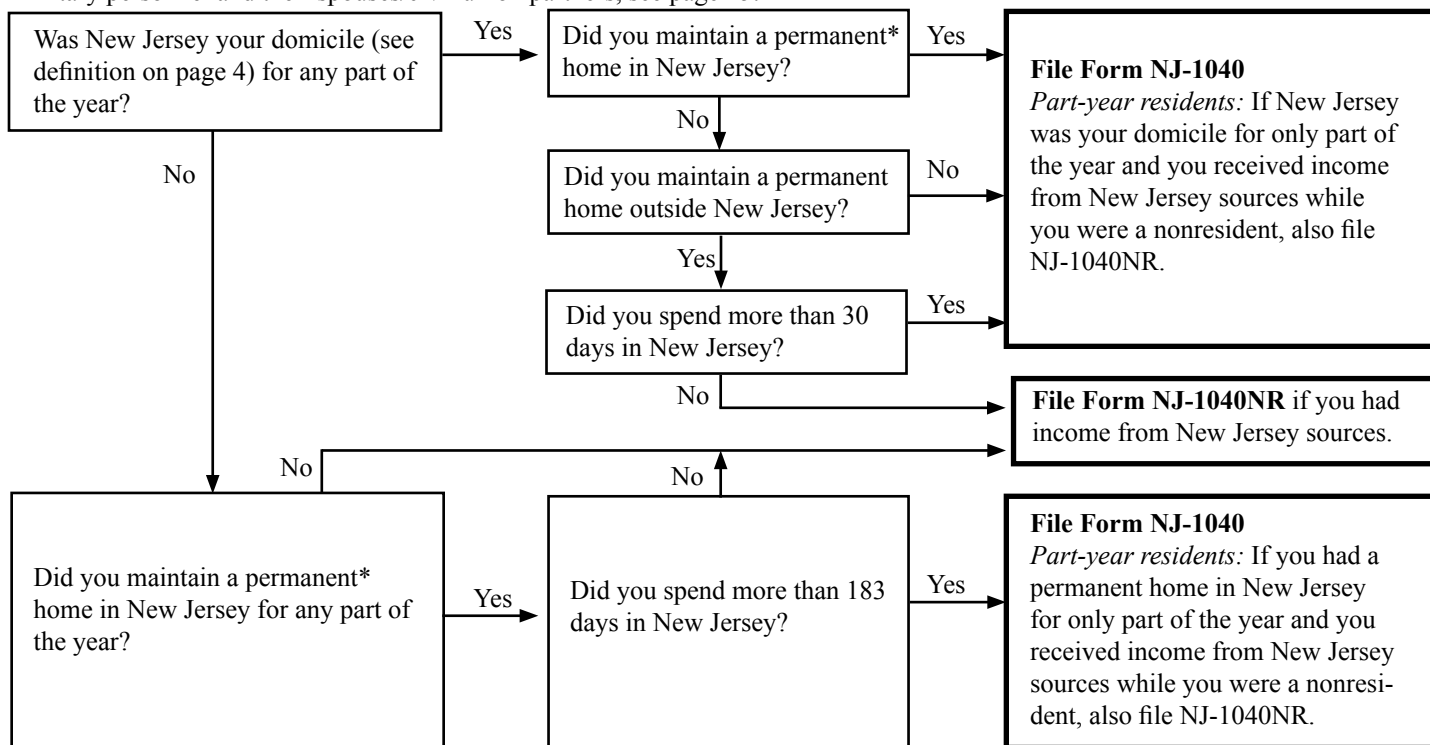 Was New Jersey your domicile (see
definition on page 4) for any part of
the year?
Yes
Did you maintain a permanent*
home in New Jersey?
Yes
File Form NJ-1040
Part-year residents: If New Jersey
was your domicile for only part of
the year and you received income
from New Jersey sources while
you were a nonresident, also file
NJ-1040NR.
No
No
Did you maintain a permanent
home outside New Jersey?
No
Yes
Did you spend more than 30
days in New Jersey?
Yes
No
File Form NJ-1040NR if you had
income from New Jersey sources.
No
No
Did you maintain a permanent*
home in New Jersey for any part of
the year?
Yes
Did you spend more than 183
days in New Jersey?
Yes
File Form NJ-1040
Part-year residents: If you had a
permanent home in New Jersey
for only part of the year and you
received income from New Jersey
sources while you were a nonresi-
dent, also file NJ-1040NR.